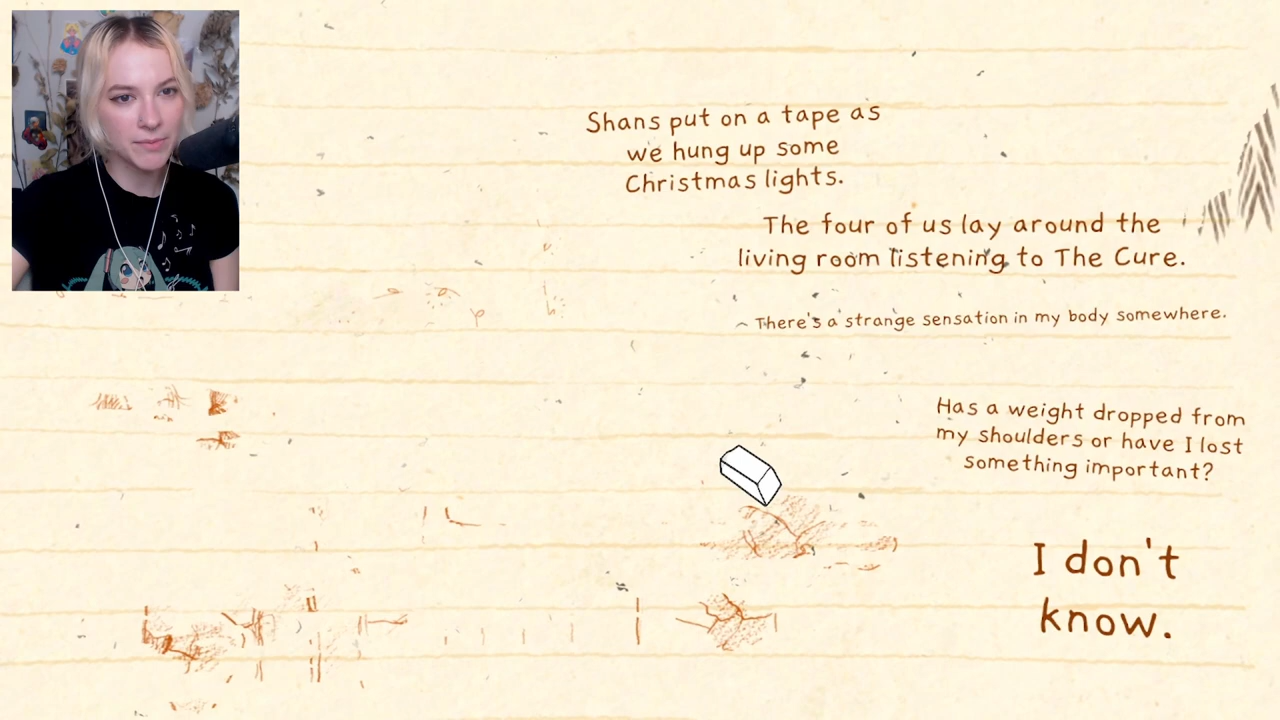 Shans put on a tape as
we hung up some
Christmas lights.
The four of us lay around the
living room listening to The Cure.
There's a strange sensation in my body somewhere.
Has a weight dropped from
my shoulders or have I lost
something important?
I don't
know.